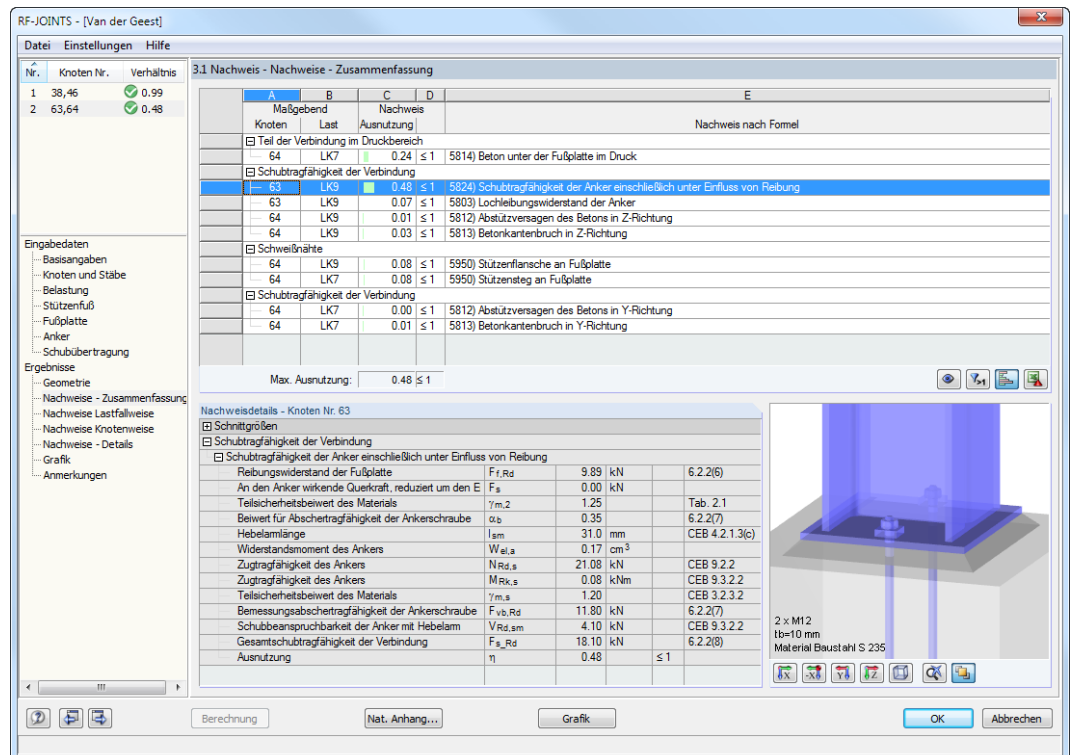 RF-JOINTS - [Van der Geest]
Datei Einstellungen Hilfe
Nr. Knoten Nr. Verhältnis
1 38,46 0.99
2 63,64 0.48
Eingabedaten
Basisangaben
Knoten und Stäbe
Belastung
Stützenfuß
Fußplatte
Anker
Schubübertragung
Ergebnisse
Geometrie
Nachweise - Zusammenfassung
Nachweise Lastfallweise
Nachweise Knotenweise
Nachweise - Details
Grafik
Anmerkungen
3.1 Nachweis - Nachweise - Zusammenfassung
A B C D E
Maßgebend Nachweis
Knoten Last Ausnutzung Nachweis nach Formel
Teil der Verbindung im Druckbereich
64 LK7 0.24 ≤ 1 5814) Beton unter der Fußplatte im Druck
Schubtragfähigkeit der Verbindung
63 LK9 0.48 ≤ 1 5824) Schubtragfähigkeit der Anker einschließlich unter Einfluss von Reibung
63 LK9 0.07 ≤ 1 5803) Lochleibungswiderstand der Anker
64 LK9 0.01 ≤ 1 5812) Abstützversagen des Betons in Z-Richtung
64 LK9 0.03 ≤ 1 5813) Betonkantenbruch in Z-Richtung
Schweißnähte
64 LK9 0.08 ≤ 1 5950) Stützenflansche an Fußplatte
64 LK7 0.08 ≤ 1 5950) Stützensteg an Fußplatte
Schubtragfähigkeit der Verbindung
64 LK7 0.00 ≤ 1 5812) Abstützversagen des Betons in Y-Richtung
64 LK7 0.01 ≤ 1 5813) Betonkantenbruch in Y-Richtung
Max. Ausnutzung: 0.48 ≤ 1
Nachweisdetails - Knoten Nr. 63
Schnittgrößen
Schubtragfähigkeit der Verbindung
Schubtragfähigkeit der Anker einschließlich unter Einfluss von Reibung
Reibungswiderstand der Fußplatte Ff,Rd 9.89 kN 6.2.2(6)
An den Anker wirkende Querkraft, reduziert um den E Fs 0.00 kN
Teilsicherheitsbeiwert des Materials γm,2 1.25 Tab. 2.1
Beiwert für Abschertragfähigkeit der Ankerschraube αb 0.35 6.2.2(7)
Hebelarmlänge lsm 31.0 mm CEB 4.2.1.3(c)
Widerstandsmoment des Ankers Wel,a 0.17 cm3
Zugtragfähigkeit des Ankers NRd,s 21.08 kN CEB 9.2.2
Zugtragfähigkeit des Ankers MRk,s 0.08 kNm CEB 9.3.2.2
Teilsicherheitsbeiwert des Materials γm,s 1.20 CEB 3.2.3.2
Bemessungsabschertragfähigkeit der Ankerschraube Fvb,Rd 11.80 kN 6.2.2(7)
Schubbeanspruchbarkeit der Anker mit Hebelarm VRd,sm 4.10 kN CEB 9.3.2.2
Gesamtschubtragfähigkeit der Verbindung Fs_Rd 18.10 kN 6.2.2(8)
Ausnutzung η 0.48 ≤ 1
2 x M12
tb=10 mm
Material Baustahl S 235
X -X Y Z
Berechnung Nat. Anhang... Grafik OK Abbrechen